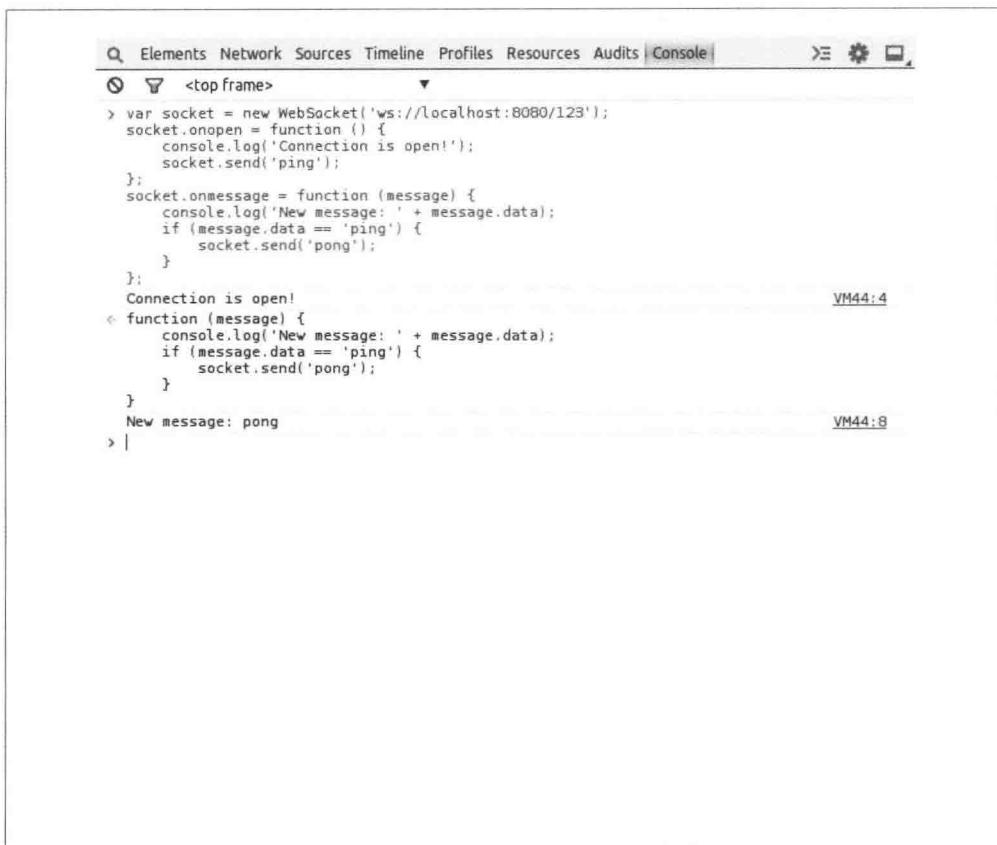 Elements Network Sources Timeline Profiles Resources Audits Console
<top frame>
> var socket = new WebSocket('ws://localhost:8080/123');
socket.onopen = function () {
    console.log('Connection is open!');
    socket.send('ping');
};
socket.onmessage = function (message) {
    console.log('New message: ' + message.data);
    if (message.data == 'ping') {
        socket.send('pong');
    }
};
Connection is open! VM44:4
function (message) {
    console.log('New message: ' + message.data);
    if (message.data == 'ping') {
        socket.send('pong');
    }
}
New message: pong VM44:8
>